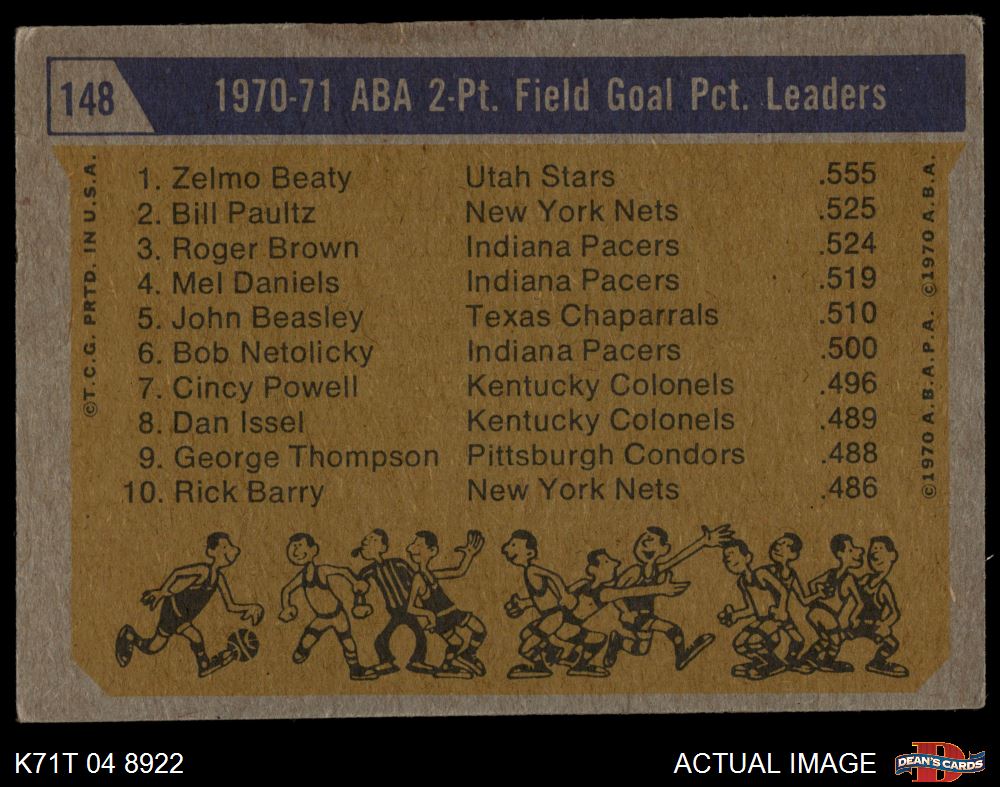 148 1970-71 ABA 2-Pt. Field Goal Pct. Leaders
©T.C.G. PRTD. IN U.S.A.
1. Zelmo Beaty Utah Stars .555
2. Bill Paultz New York Nets .525
3. Roger Brown Indiana Pacers .524
4. Mel Daniels Indiana Pacers .519
5. John Beasley Texas Chaparrals .510
6. Bob Netolicky Indiana Pacers .500
7. Cincy Powell Kentucky Colonels .496
8. Dan Issel Kentucky Colonels .489
9. George Thompson Pittsburgh Condors .488
10. Rick Barry New York Nets .486
©1970 A.B.A.P.A. ©1970 A.B.A.
K71T 04 8922 ACTUAL IMAGE
D
DEAN'S CARDS